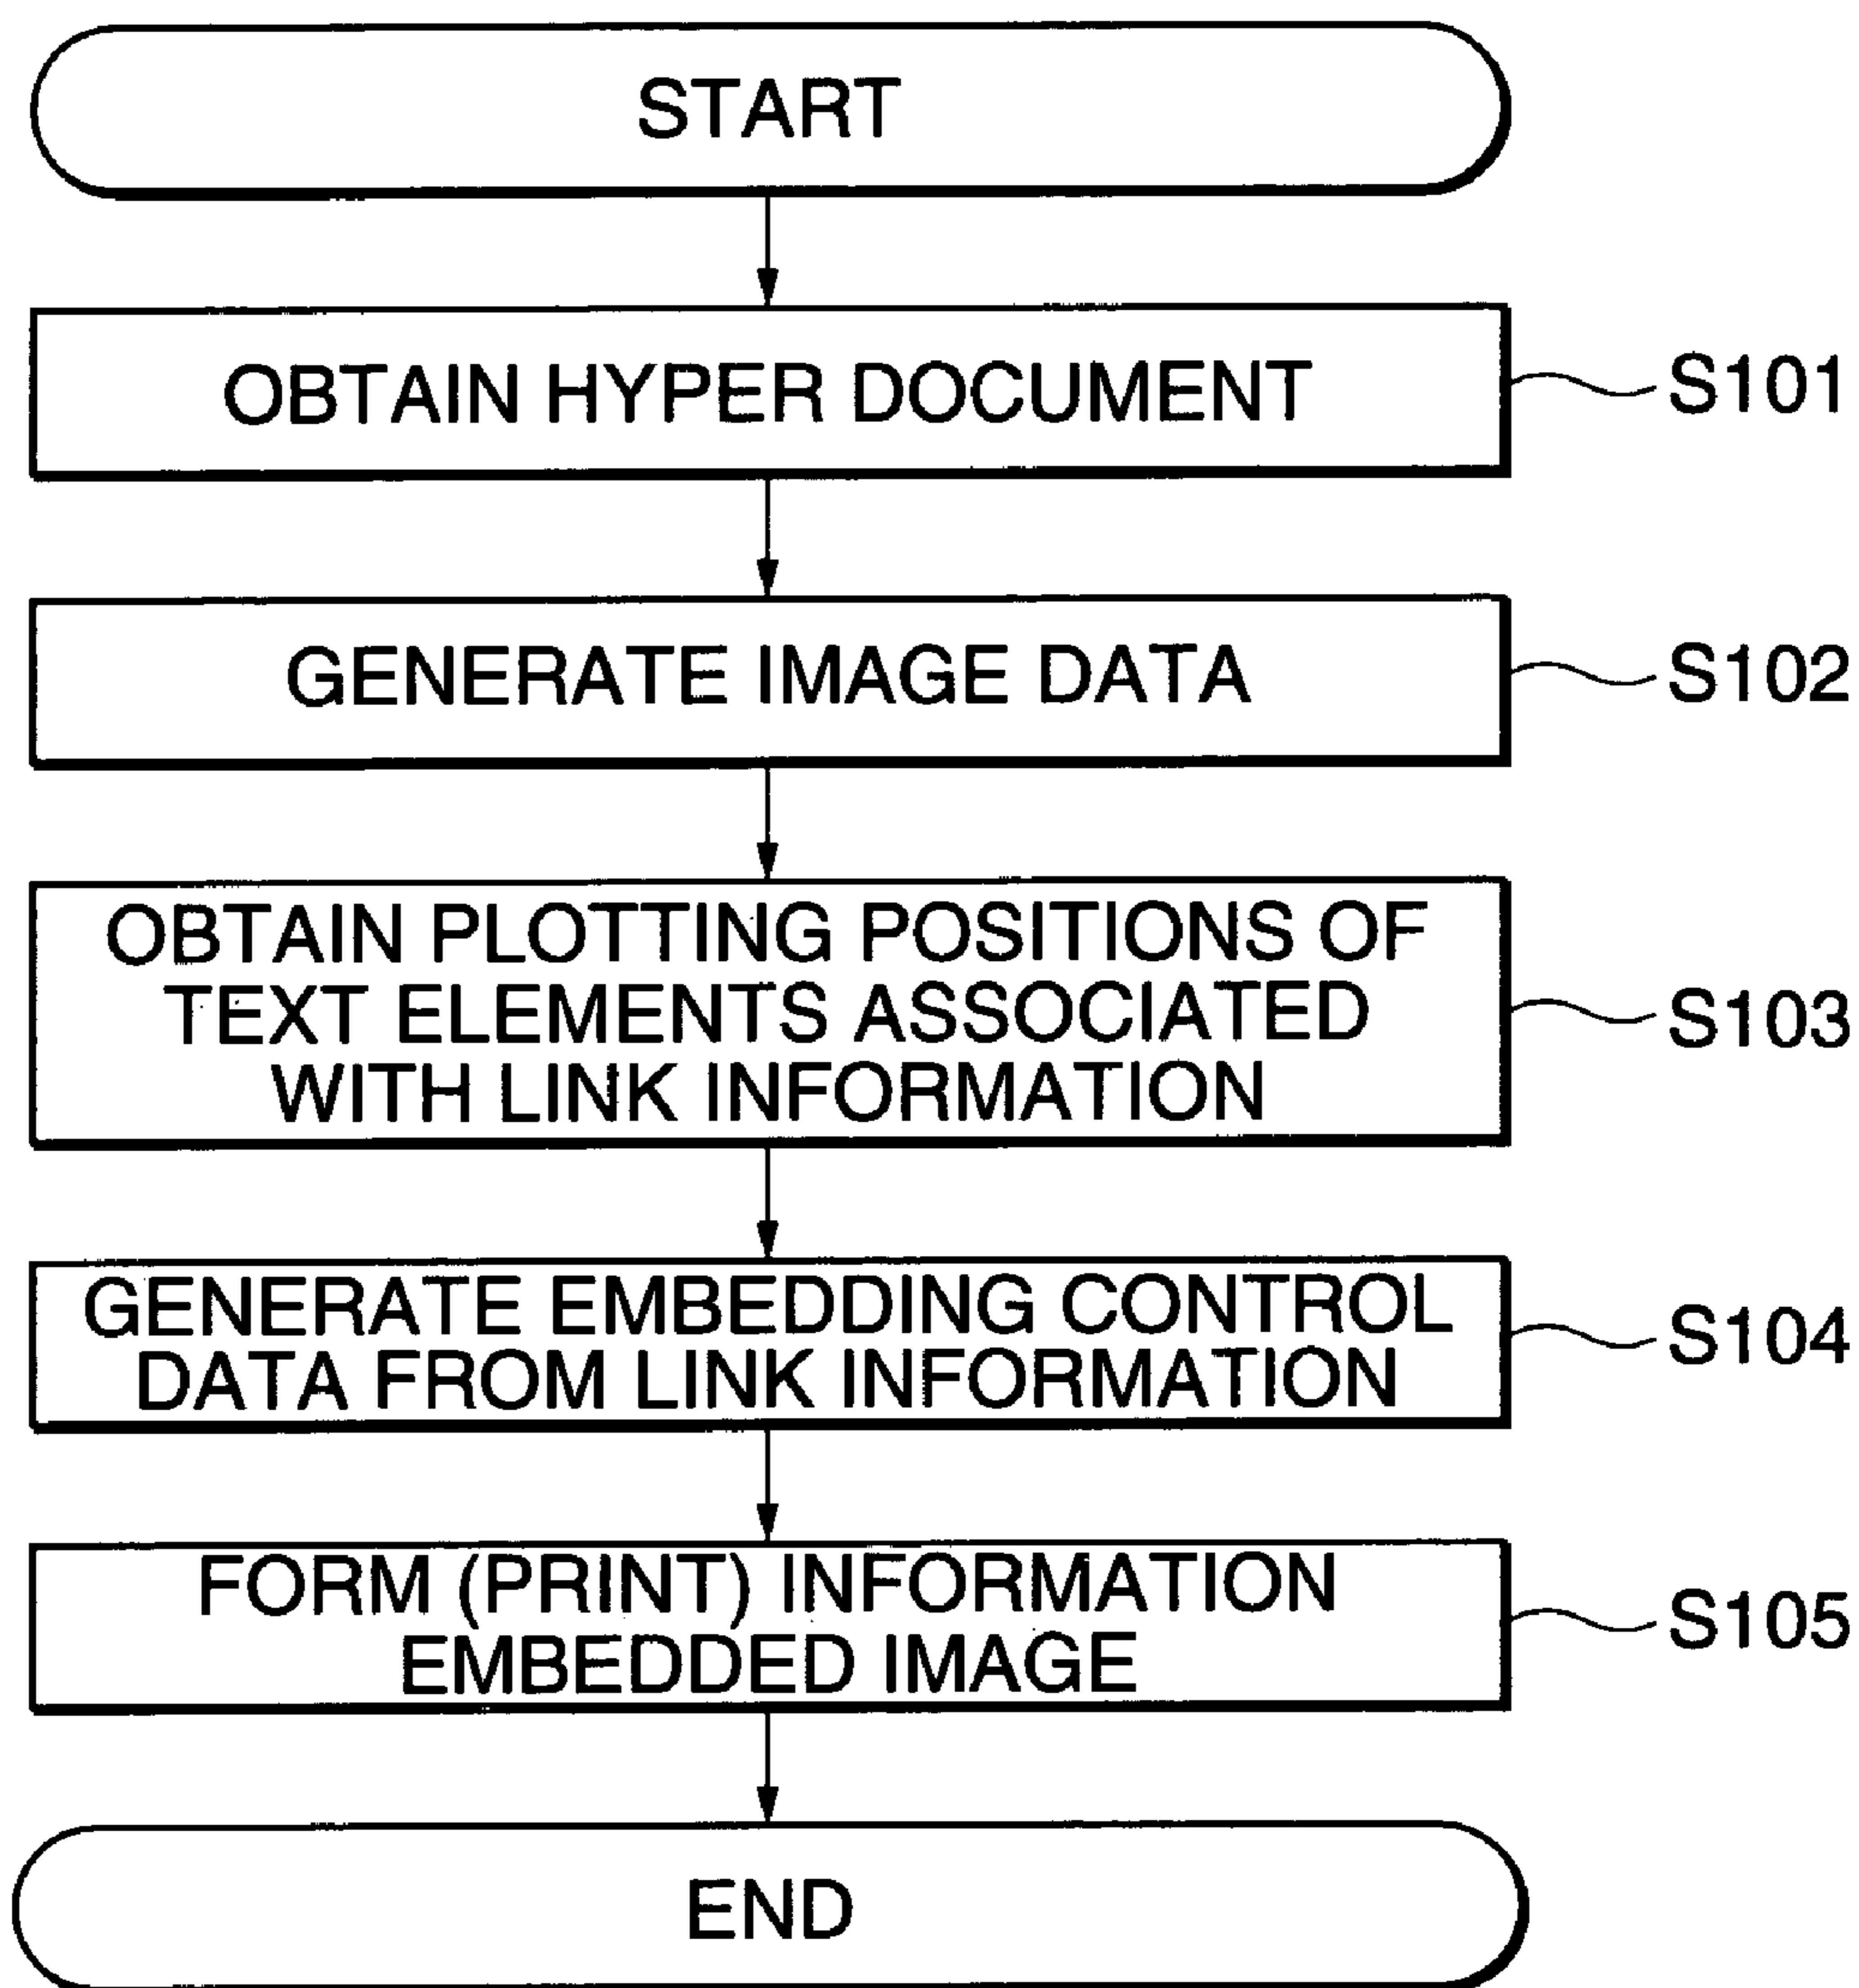 START
OBTAIN HYPER DOCUMENT
S101
GENERATE IMAGE DATA
S102
OBTAIN PLOTTING POSITIONS OF
TEXT ELEMENTS ASSOCIATED
WITH LINK INFORMATION
S103
GENERATE EMBEDDING CONTROL
DATA FROM LINK INFORMATION
S104
FORM (PRINT) INFORMATION
EMBEDDED IMAGE
S105
END